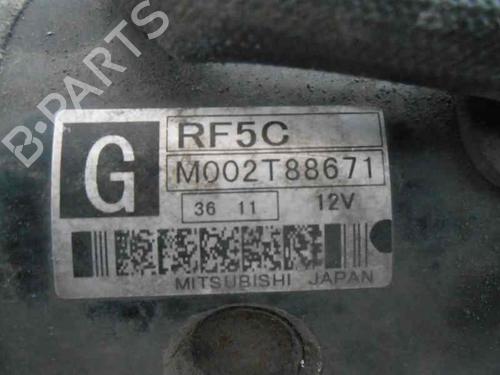 B-PARTS
G
RF5C
M002T88671
36 11 12V
MITSUBISHI JAPAN